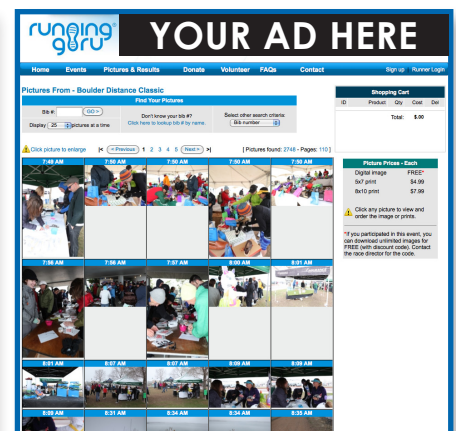 running guru
YOUR AD HERE
Home Events Pictures & Results Donate Volunteer FAQs Contact Sign up Runner Login
Pictures From - Boulder Distance Classic
Find Your Pictures
Bib #: GO >
Don't know your bib #?
Click here to lookup bib # by name.
Select other search criteria:
Bib number
Display 25 pictures at a time
Click picture to enlarge |< < Previous 1 2 3 4 5 Next > >| [ Pictures found: 2748 - Pages: 110 ]
7:49 AM 7:50 AM 7:50 AM 7:50 AM 7:50 AM
7:56 AM 7:56 AM 7:57 AM 8:00 AM 8:01 AM
8:01 AM 8:07 AM 8:07 AM 8:09 AM 8:09 AM
8:09 AM 8:31 AM 8:34 AM 8:34 AM 8:35 AM
Shopping Cart
ID Product Qty Cost Del
Total: $.00
Picture Prices - Each
Digital image FREE*
5x7 print $4.99
8x10 print $7.99
Click any picture to view and
order the image or prints.
*If you participated in this event, you
can download unlimited images for
FREE (with discount code). Contact
the race director for the code.